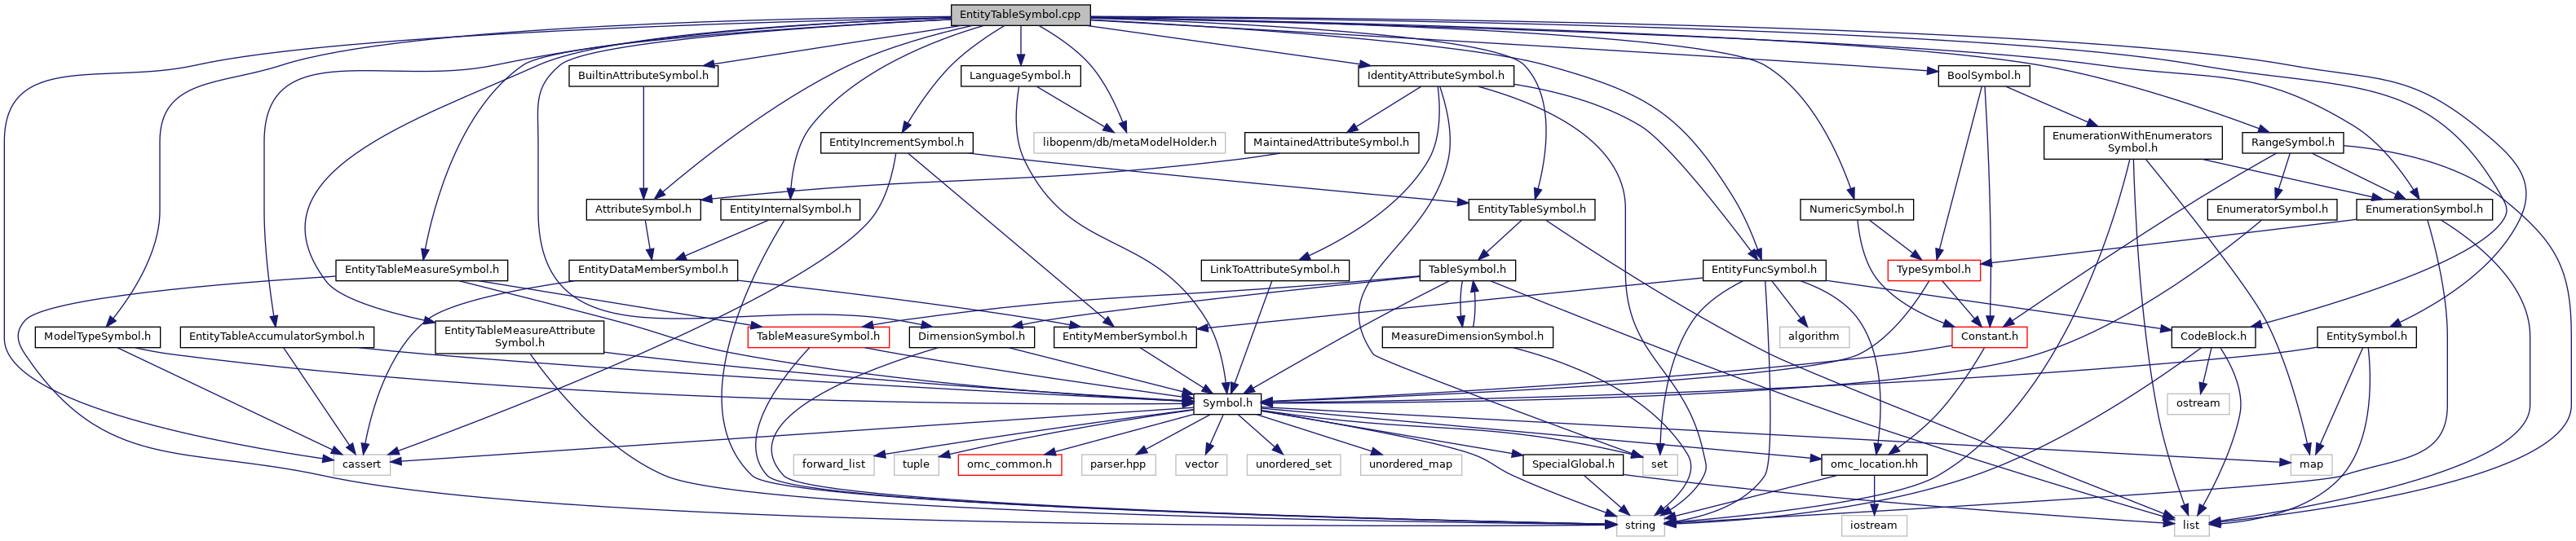 EntityTableSymbol.cpp
BuiltinAttributeSymbol.h
LanguageSymbol.h
IdentityAttributeSymbol.h
BoolSymbol.h
EntityIncrementSymbol.h
libopenm/db/metaModelHolder.h
MaintainedAttributeSymbol.h
EnumerationWithEnumerators
Symbol.h
RangeSymbol.h
AttributeSymbol.h
EntityInternalSymbol.h
EntityTableSymbol.h
NumericSymbol.h
EnumeratorSymbol.h
EnumerationSymbol.h
EntityTableMeasureSymbol.h
EntityDataMemberSymbol.h
LinkToAttributeSymbol.h
TableSymbol.h
EntityFuncSymbol.h
TypeSymbol.h
ModelTypeSymbol.h
EntityTableAccumulatorSymbol.h
EntityTableMeasureAttribute
Symbol.h
TableMeasureSymbol.h
DimensionSymbol.h
EntityMemberSymbol.h
MeasureDimensionSymbol.h
algorithm
Constant.h
CodeBlock.h
EntitySymbol.h
Symbol.h
ostream
cassert
forward_list
tuple
omc_common.h
parser.hpp
vector
unordered_set
unordered_map
SpecialGlobal.h
set
omc_location.hh
map
string
iostream
list